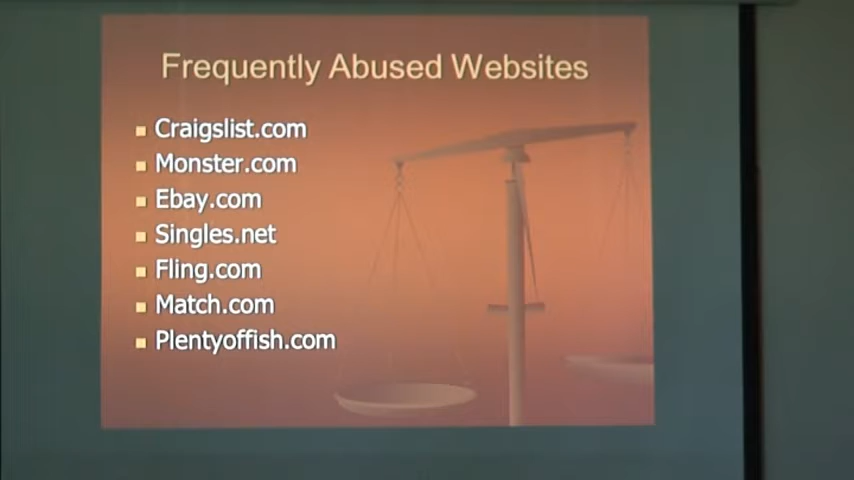 Frequently Abused Websites
Craigslist.com
Monster.com
Ebay.com
Singles.net
Fling.com
Match.com
Plentyoffish.com